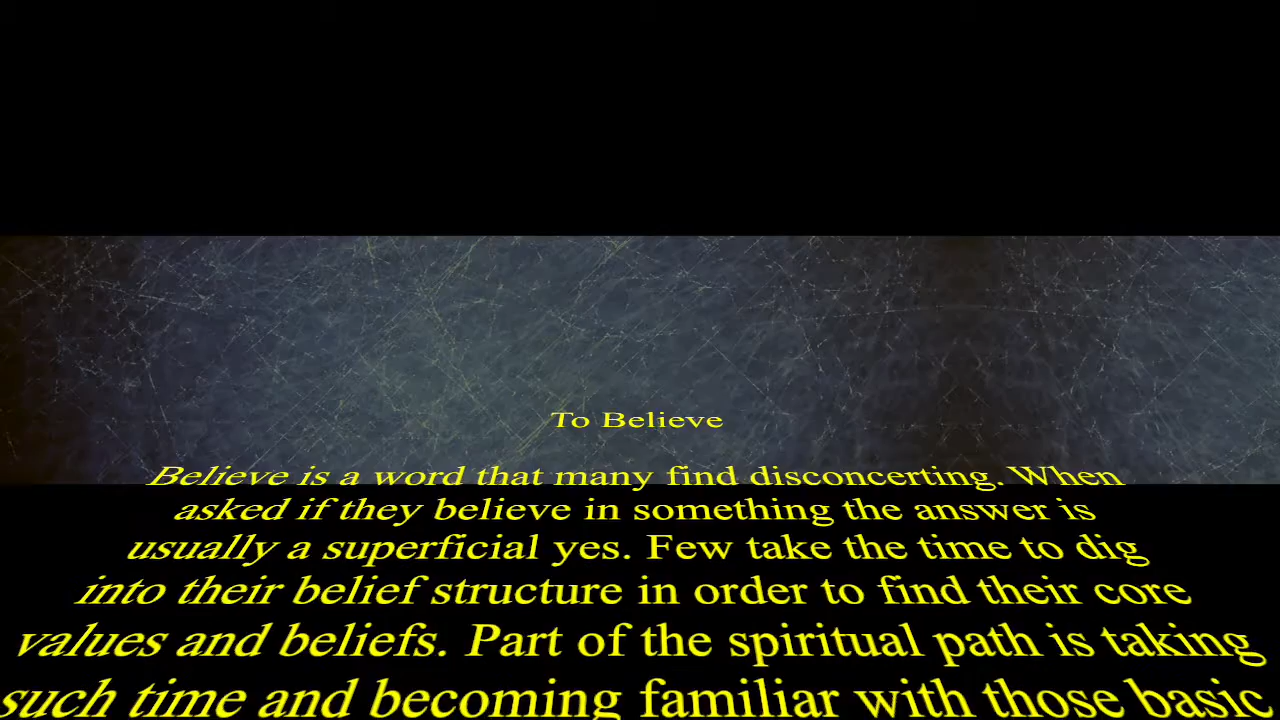 To Believe
Believe is a word that many find disconcerting. When
asked if they believe in something the answer is
usually a superficial yes. Few take the time to dig
into their belief structure in order to find their core
values and beliefs. Part of the spiritual path is taking
such time and becoming familiar with those basic